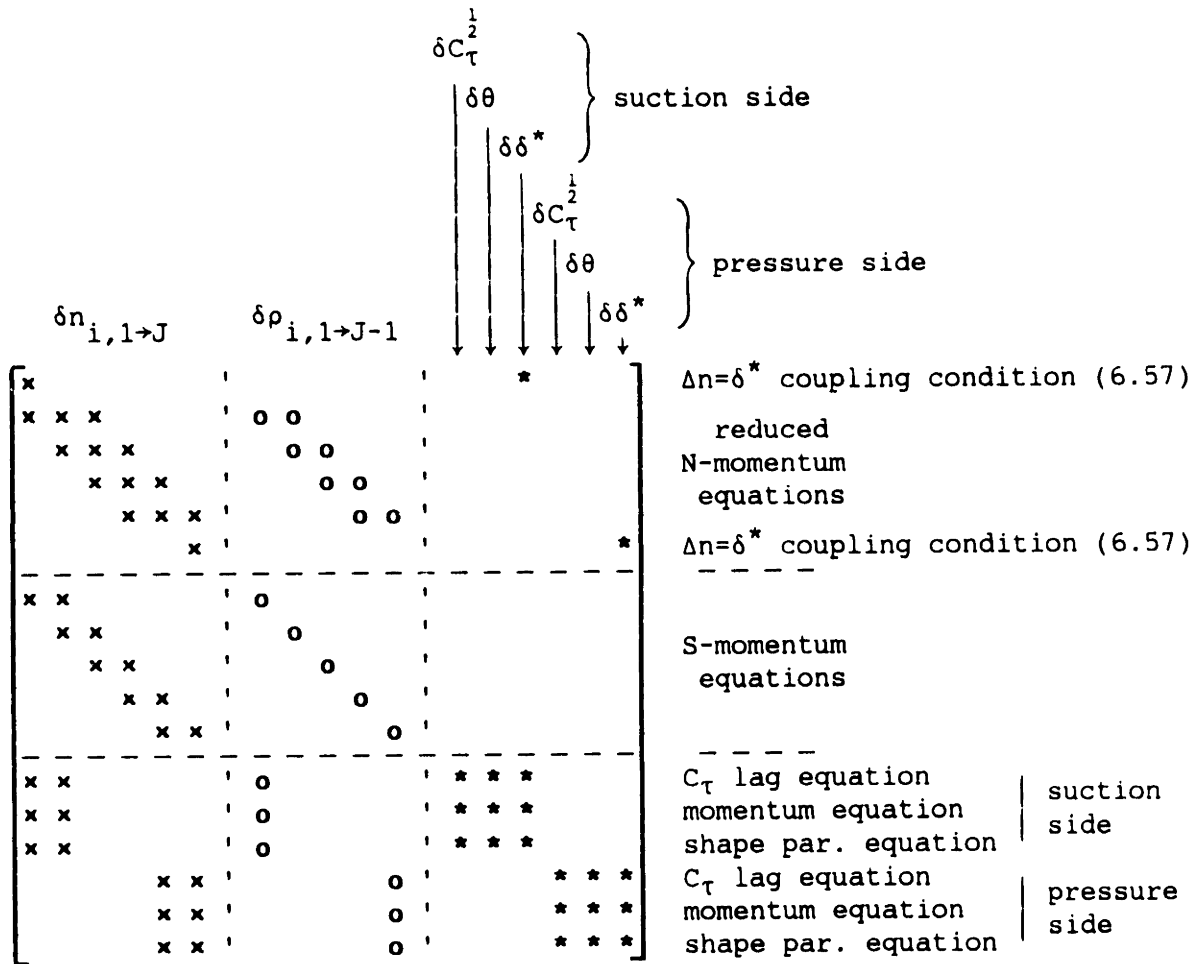 δC_τ^{1/2}
δθ
δδ*
suction side
δC_τ^{1/2}
δθ
δδ*
pressure side
δn_{i,1→J} δρ_{i,1→J-1}
x ' ' * Δn=δ* coupling condition (6.57)
x x x ' o o ' reduced
x x x ' o o ' N-momentum
x x x ' o o ' equations
x x x ' o o '
x ' ' * Δn=δ* coupling condition (6.57)
x x ' o '
x x ' o ' S-momentum
x x ' o ' equations
x x ' o '
x x ' o '
x x ' o ' * * * C_τ lag equation
x x ' o ' * * * momentum equation
x x ' o ' * * * shape par. equation
suction
side
x x ' o ' * * * C_τ lag equation
x x ' o ' * * * momentum equation
x x ' o ' * * * shape par. equation
pressure
side